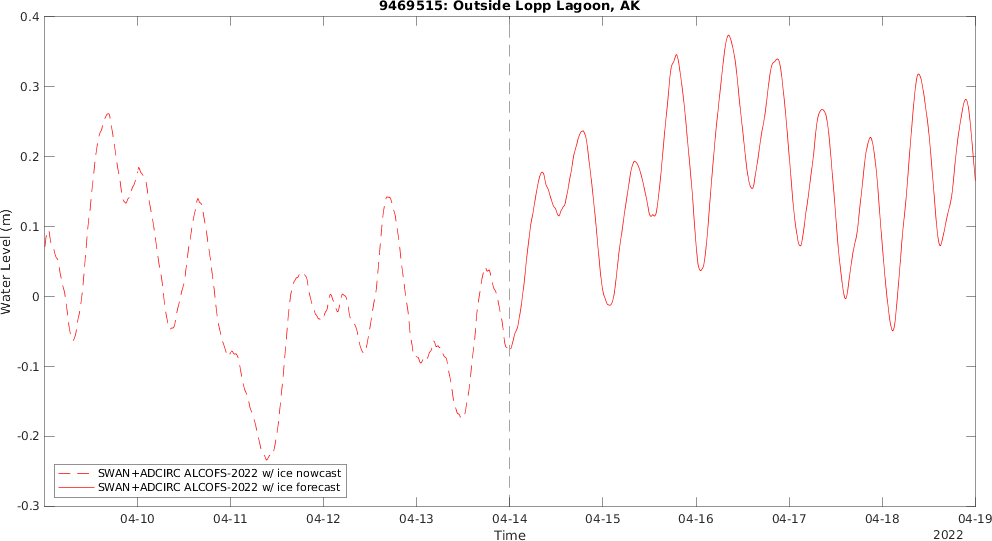 9469515: Outside Lopp Lagoon, AK
0.4
0.3
0.2
0.1
0
-0.1
-0.2
-0.3
Water Level (m)
SWAN+ADCIRC ALCOFS-2022 w/ ice nowcast
SWAN+ADCIRC ALCOFS-2022 w/ ice forecast
04-10 04-11 04-12 04-13 04-14 04-15 04-16 04-17 04-18 04-19
Time
2022